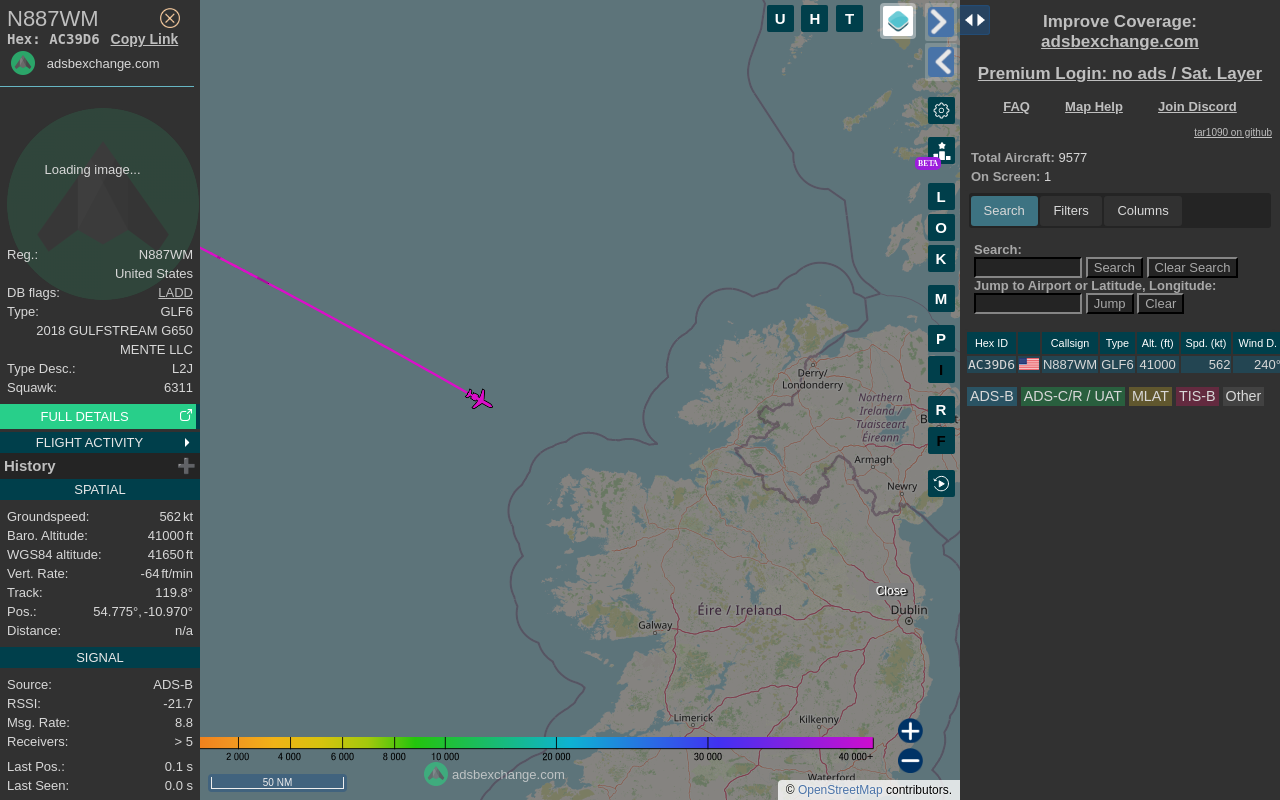 N887WM
Hex: AC39D6 Copy Link
adsbexchange.com
Loading image...
Reg.: N887WM
United States
DB flags: LADD
Type: GLF6
2018 GULFSTREAM G650
MENTE LLC
Type Desc.: L2J
Squawk: 6311
FULL DETAILS
FLIGHT ACTIVITY
History
SPATIAL
Groundspeed: 562 kt
Baro. Altitude: 41000 ft
WGS84 altitude: 41650 ft
Vert. Rate: -64 ft/min
Track: 119.8°
Pos.: 54.775°, -10.970°
Distance: n/a
SIGNAL
Source: ADS-B
RSSI: -21.7
Msg. Rate: 8.8
Receivers: > 5
Last Pos.: 0.1 s
Last Seen: 0.0 s
U H T
BETA
L
O
K
M
P
I
R
F
Derry/
Londonderry
Northern
Ireland /
Tuaisceart
Éireann
Armagh
Newry
Close
Dublin
Éire / Ireland
Galway
Limerick
Kilkenny
Waterford
2 000 4 000 6 000 8 000 10 000 20 000 30 000 40 000+
50 NM
adsbexchange.com
© OpenStreetMap contributors.
Improve Coverage:
adsbexchange.com
Premium Login: no ads / Sat. Layer
FAQ Map Help Join Discord
tar1090 on github
Total Aircraft: 9577
On Screen: 1
Search Filters Columns
Search:
Search Clear Search
Jump to Airport or Latitude, Longitude:
Jump Clear
Hex ID Callsign Type Alt. (ft) Spd. (kt) Wind D.
AC39D6 N887WM GLF6 41000 562 240°
ADS-B ADS-C/R / UAT MLAT TIS-B Other